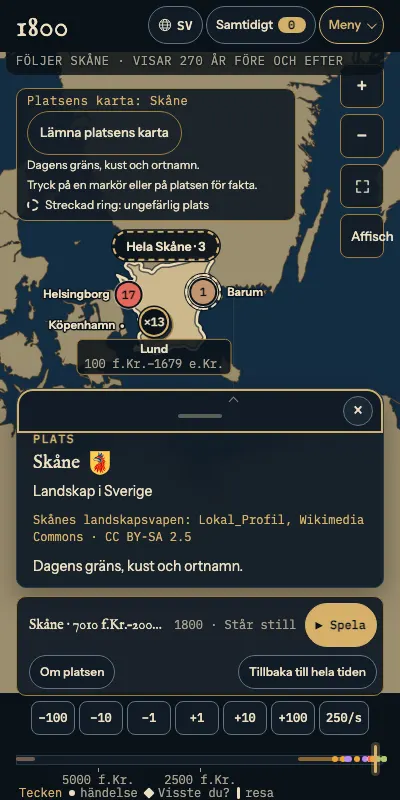 1800
SV
Samtidigt 0
Meny
FÖLJER SKÅNE · VISAR 270 ÅR FÖRE OCH EFTER
+
Platsens karta: Skåne
Lämna platsens karta
−
Dagens gräns, kust och ortnamn.
Tryck på en markör eller på platsen för fakta.
Streckad ring: ungefärlig plats
Affisch
Hela Skåne · 3
Helsingborg
17
1
Barum
Köpenhamn
×13
Lund
100 f.Kr.–1679 e.Kr.
×
PLATS
Skåne
Landskap i Sverige
Skånes landskapsvapen: Lokal_Profil, Wikimedia
Commons · CC BY-SA 2.5
Dagens gräns, kust och ortnamn.
Skåne · 7010 f.Kr.–200...
1800 · Står still
▶ Spela
Om platsen
Tillbaka till hela tiden
−100
−10
−1
+1
+10
+100
250/s
5000 f.Kr.
2500 f.Kr.
Tecken ● händelse ◆ Visste du? | resa